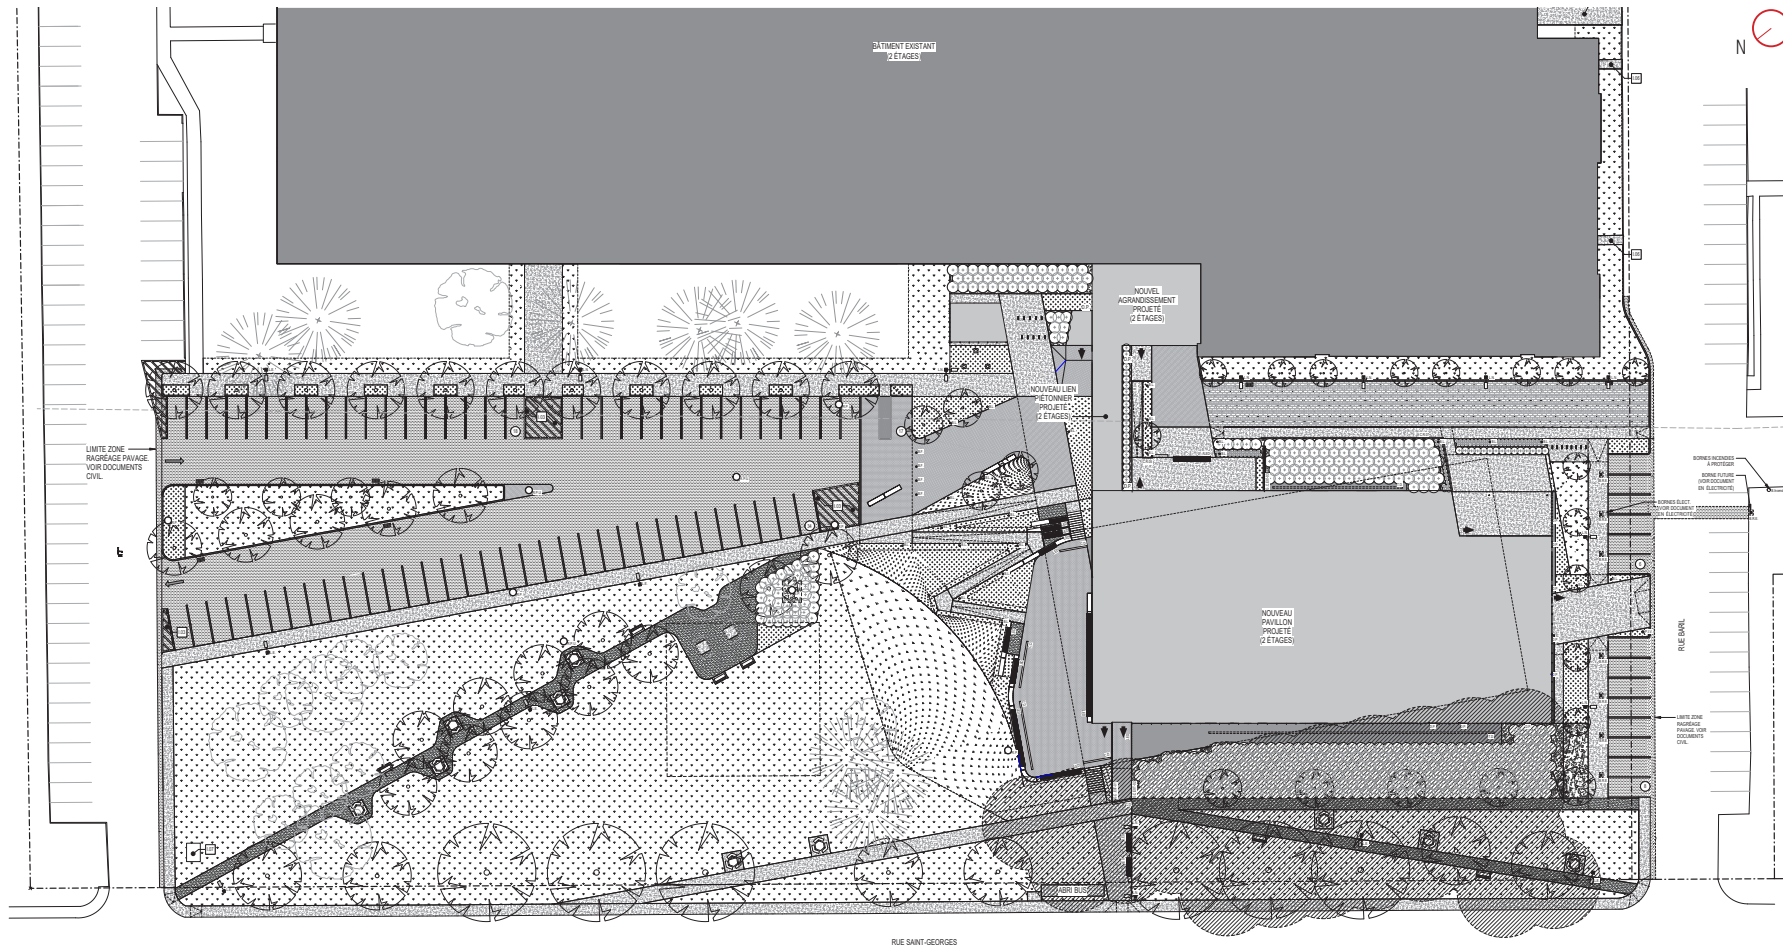 BÂTIMENT EXISTANT
(2 ÉTAGES)
N
NOUVEL
AGRANDISSEMENT
PROJETÉ
(2 ÉTAGES)
NOUVEAU LIEN
PIÉTONNIER
PROJETÉ
(2 ÉTAGES)
LIMITE ZONE
RAGRÉAGE PAVAGE.
VOIR DOCUMENTS
CIVIL.
BORNES INCENDIES
À PROTÉGER
BORNE FUTURE
(VOIR DOCUMENT
EN ÉLECTRICITÉ)
BORNES ÉLECT.
(VOIR DOCUMENT
EN ÉLECTRICITÉ)
NOUVEAU
PAVILLON
PROJETÉ
(2 ÉTAGES)
RUE BARIL
LIMITE ZONE
RAGRÉAGE
PAVAGE. VOIR
DOCUMENTS
CIVIL.
ABRI BUS
RUE SAINT-GEORGES